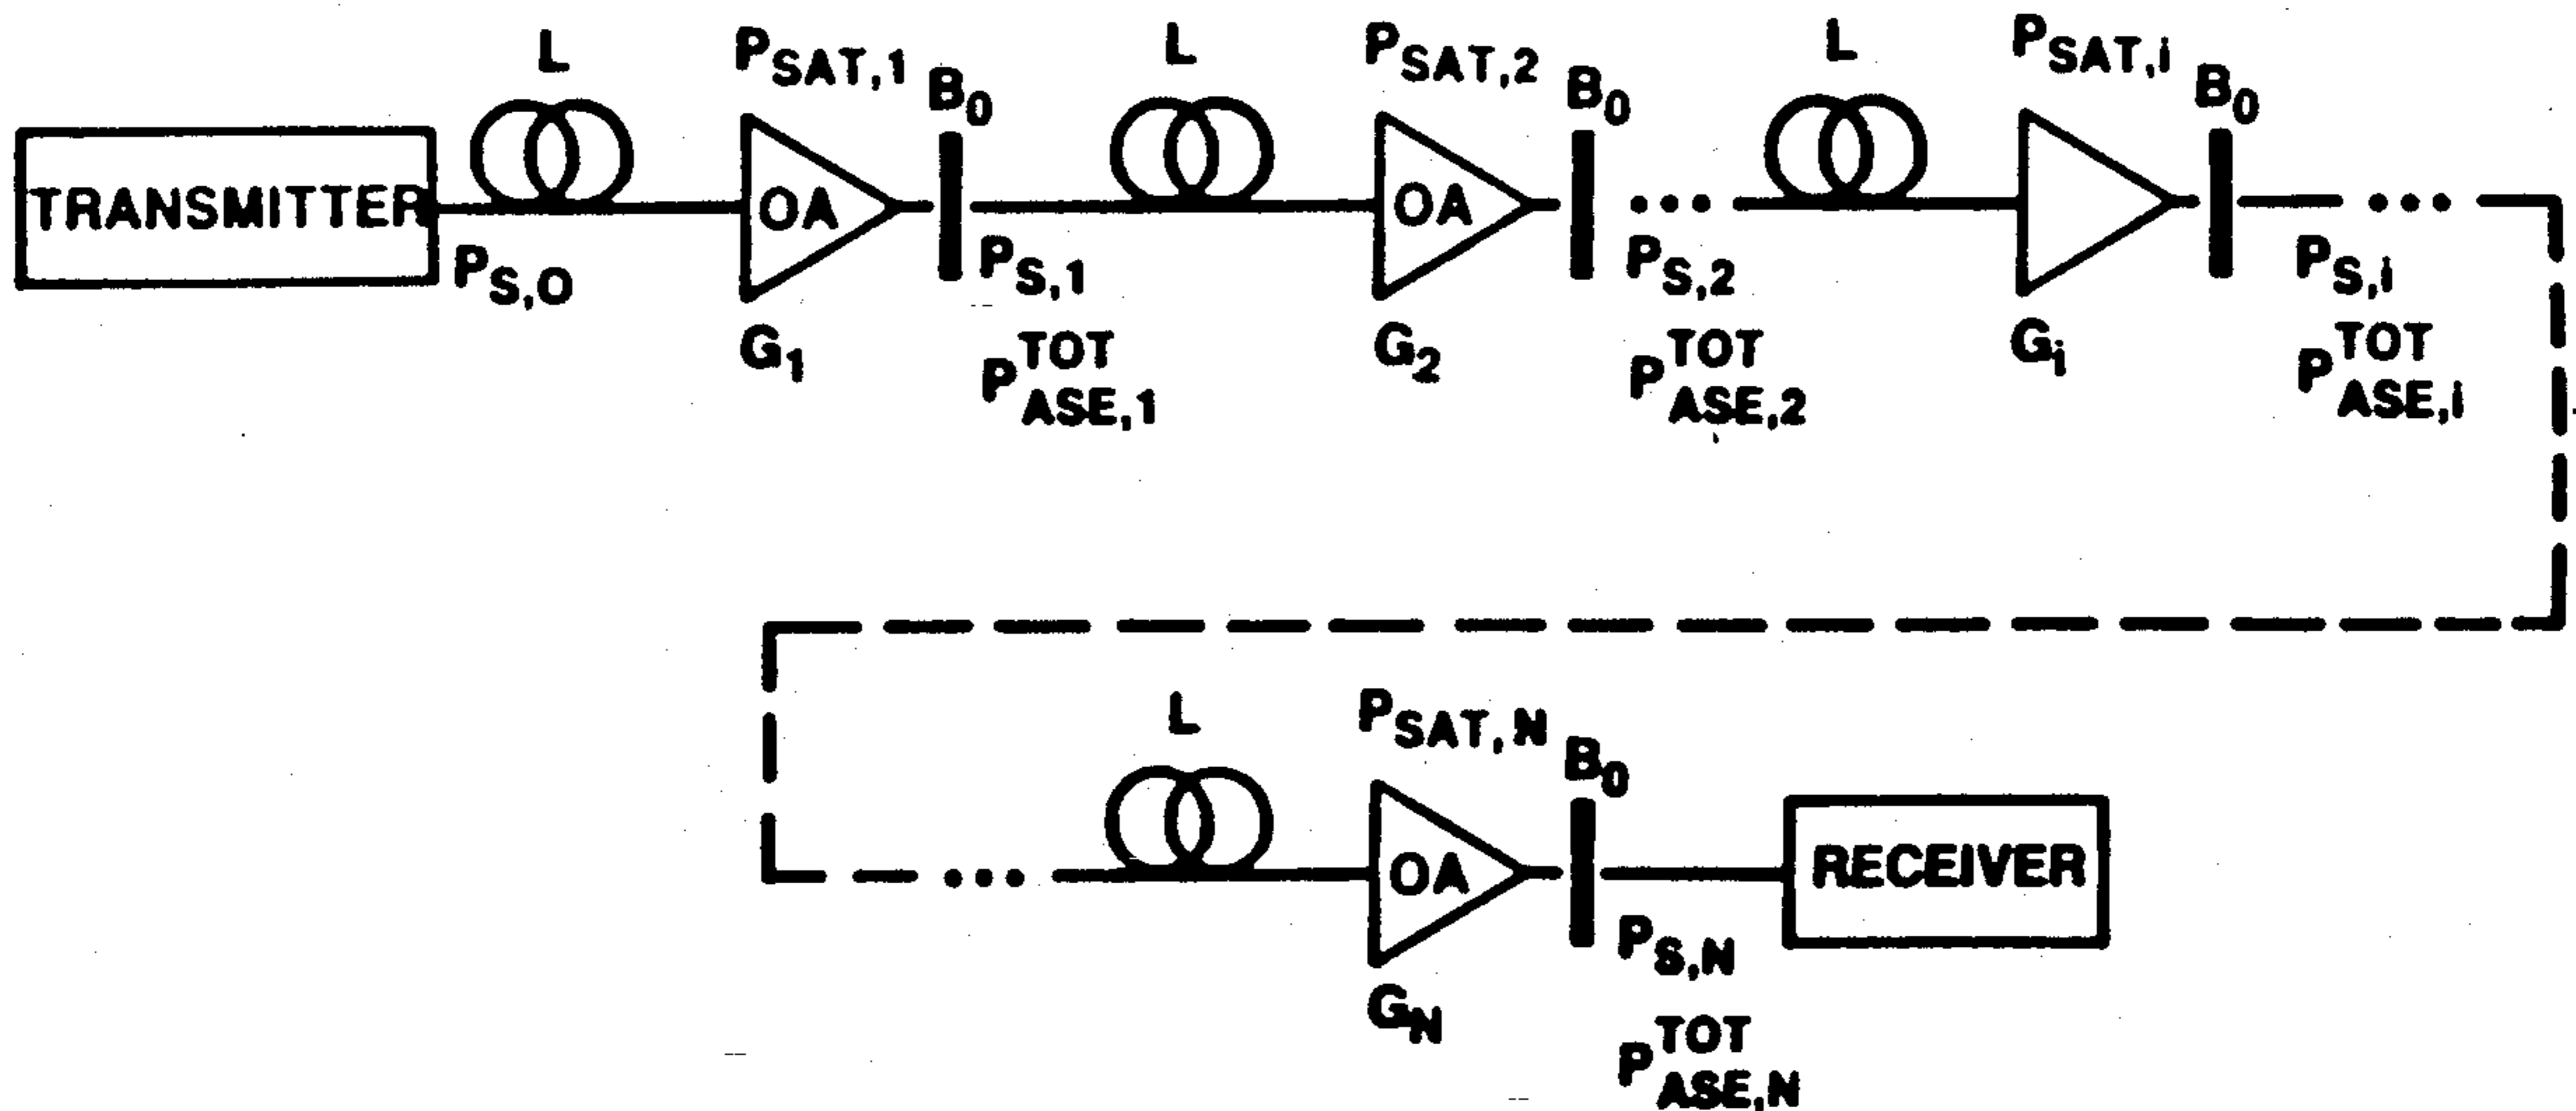 L
P_SAT,1
B_0
L
P_SAT,2
B_0
L
P_SAT,i
B_0
TRANSMITTER
OA
OA
P_S,O
P_S,1
P_S,2
P_S,i
G_1
P^TOT_ASE,1
G_2
P^TOT_ASE,2
G_i
P^TOT_ASE,i
L
P_SAT,N
B_0
OA
RECEIVER
P_S,N
G_N
P^TOT_ASE,N